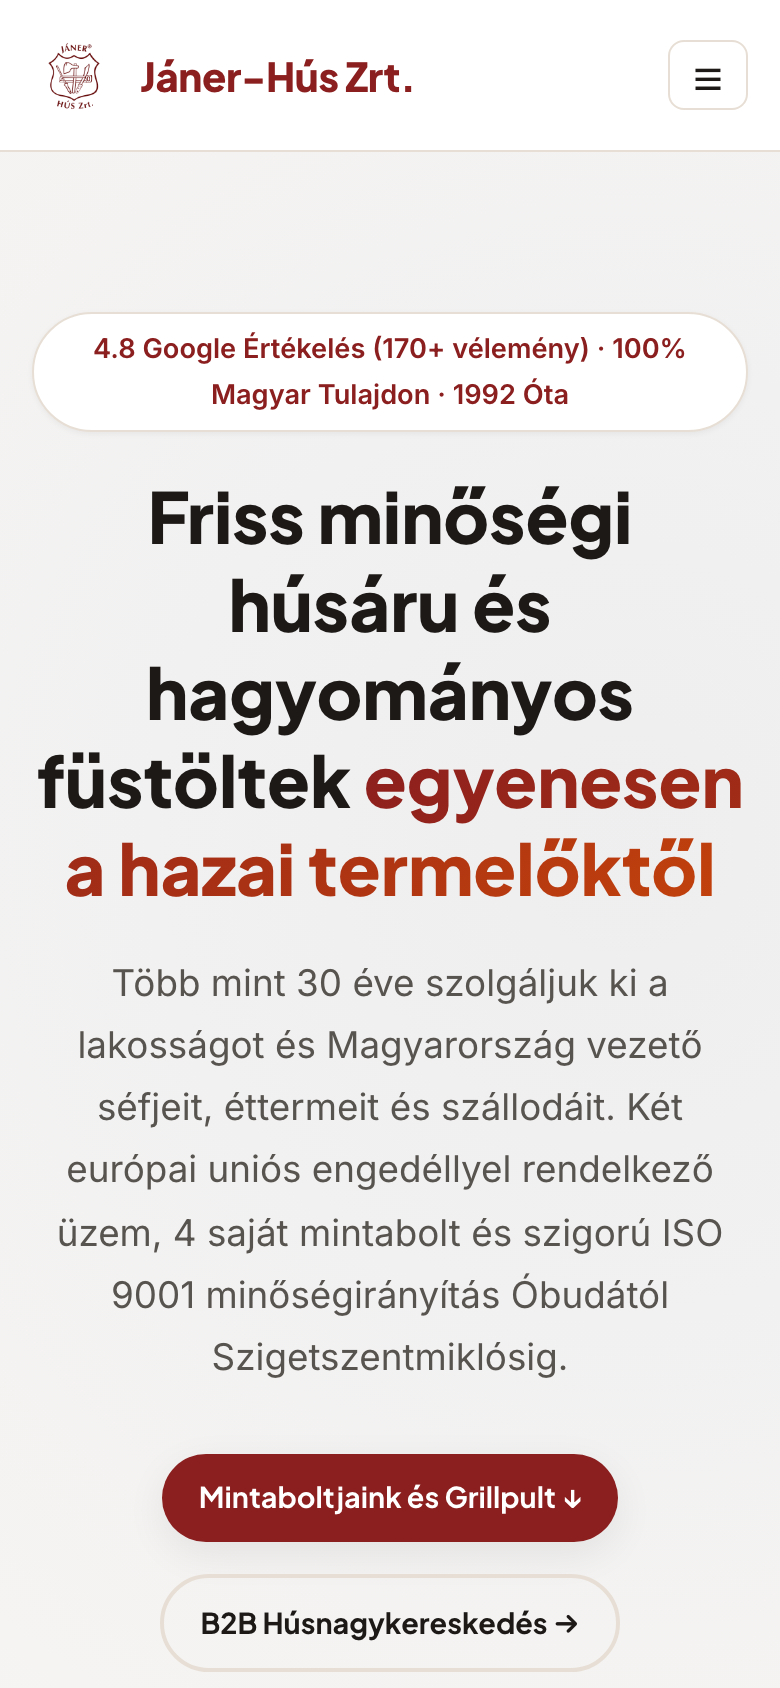 JÁNER®
HÚS Zrt.
Jáner-Hús Zrt.
4.8 Google Értékelés (170+ vélemény) · 100%
Magyar Tulajdon · 1992 Óta
Friss minőségi
húsáru és
hagyományos
füstöltek egyenesen
a hazai termelőktől
Több mint 30 éve szolgáljuk ki a
lakosságot és Magyarország vezető
séfjeit, éttermeit és szállodáit. Két
európai uniós engedéllyel rendelkező
üzem, 4 saját mintabolt és szigorú ISO
9001 minőségirányítás Óbudától
Szigetszentmiklósig.
Mintaboltjaink és Grillpult ↓
B2B Húsnagykereskedés →